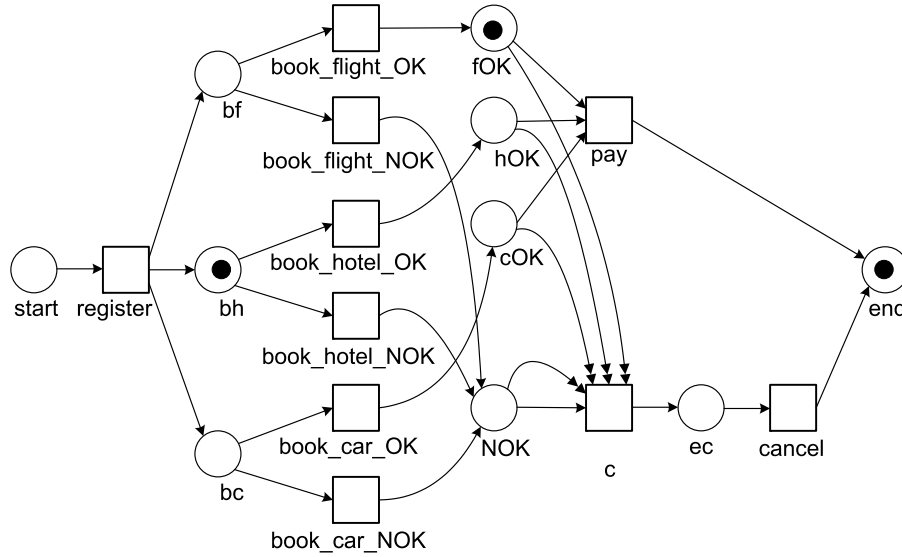 book_flight_OK
fOK
bf
book_flight_NOK
hOK
pay
book_hotel_OK
cOK
start
register
bh
end
book_hotel_NOK
book_car_OK
NOK
ec
cancel
c
bc
book_car_NOK